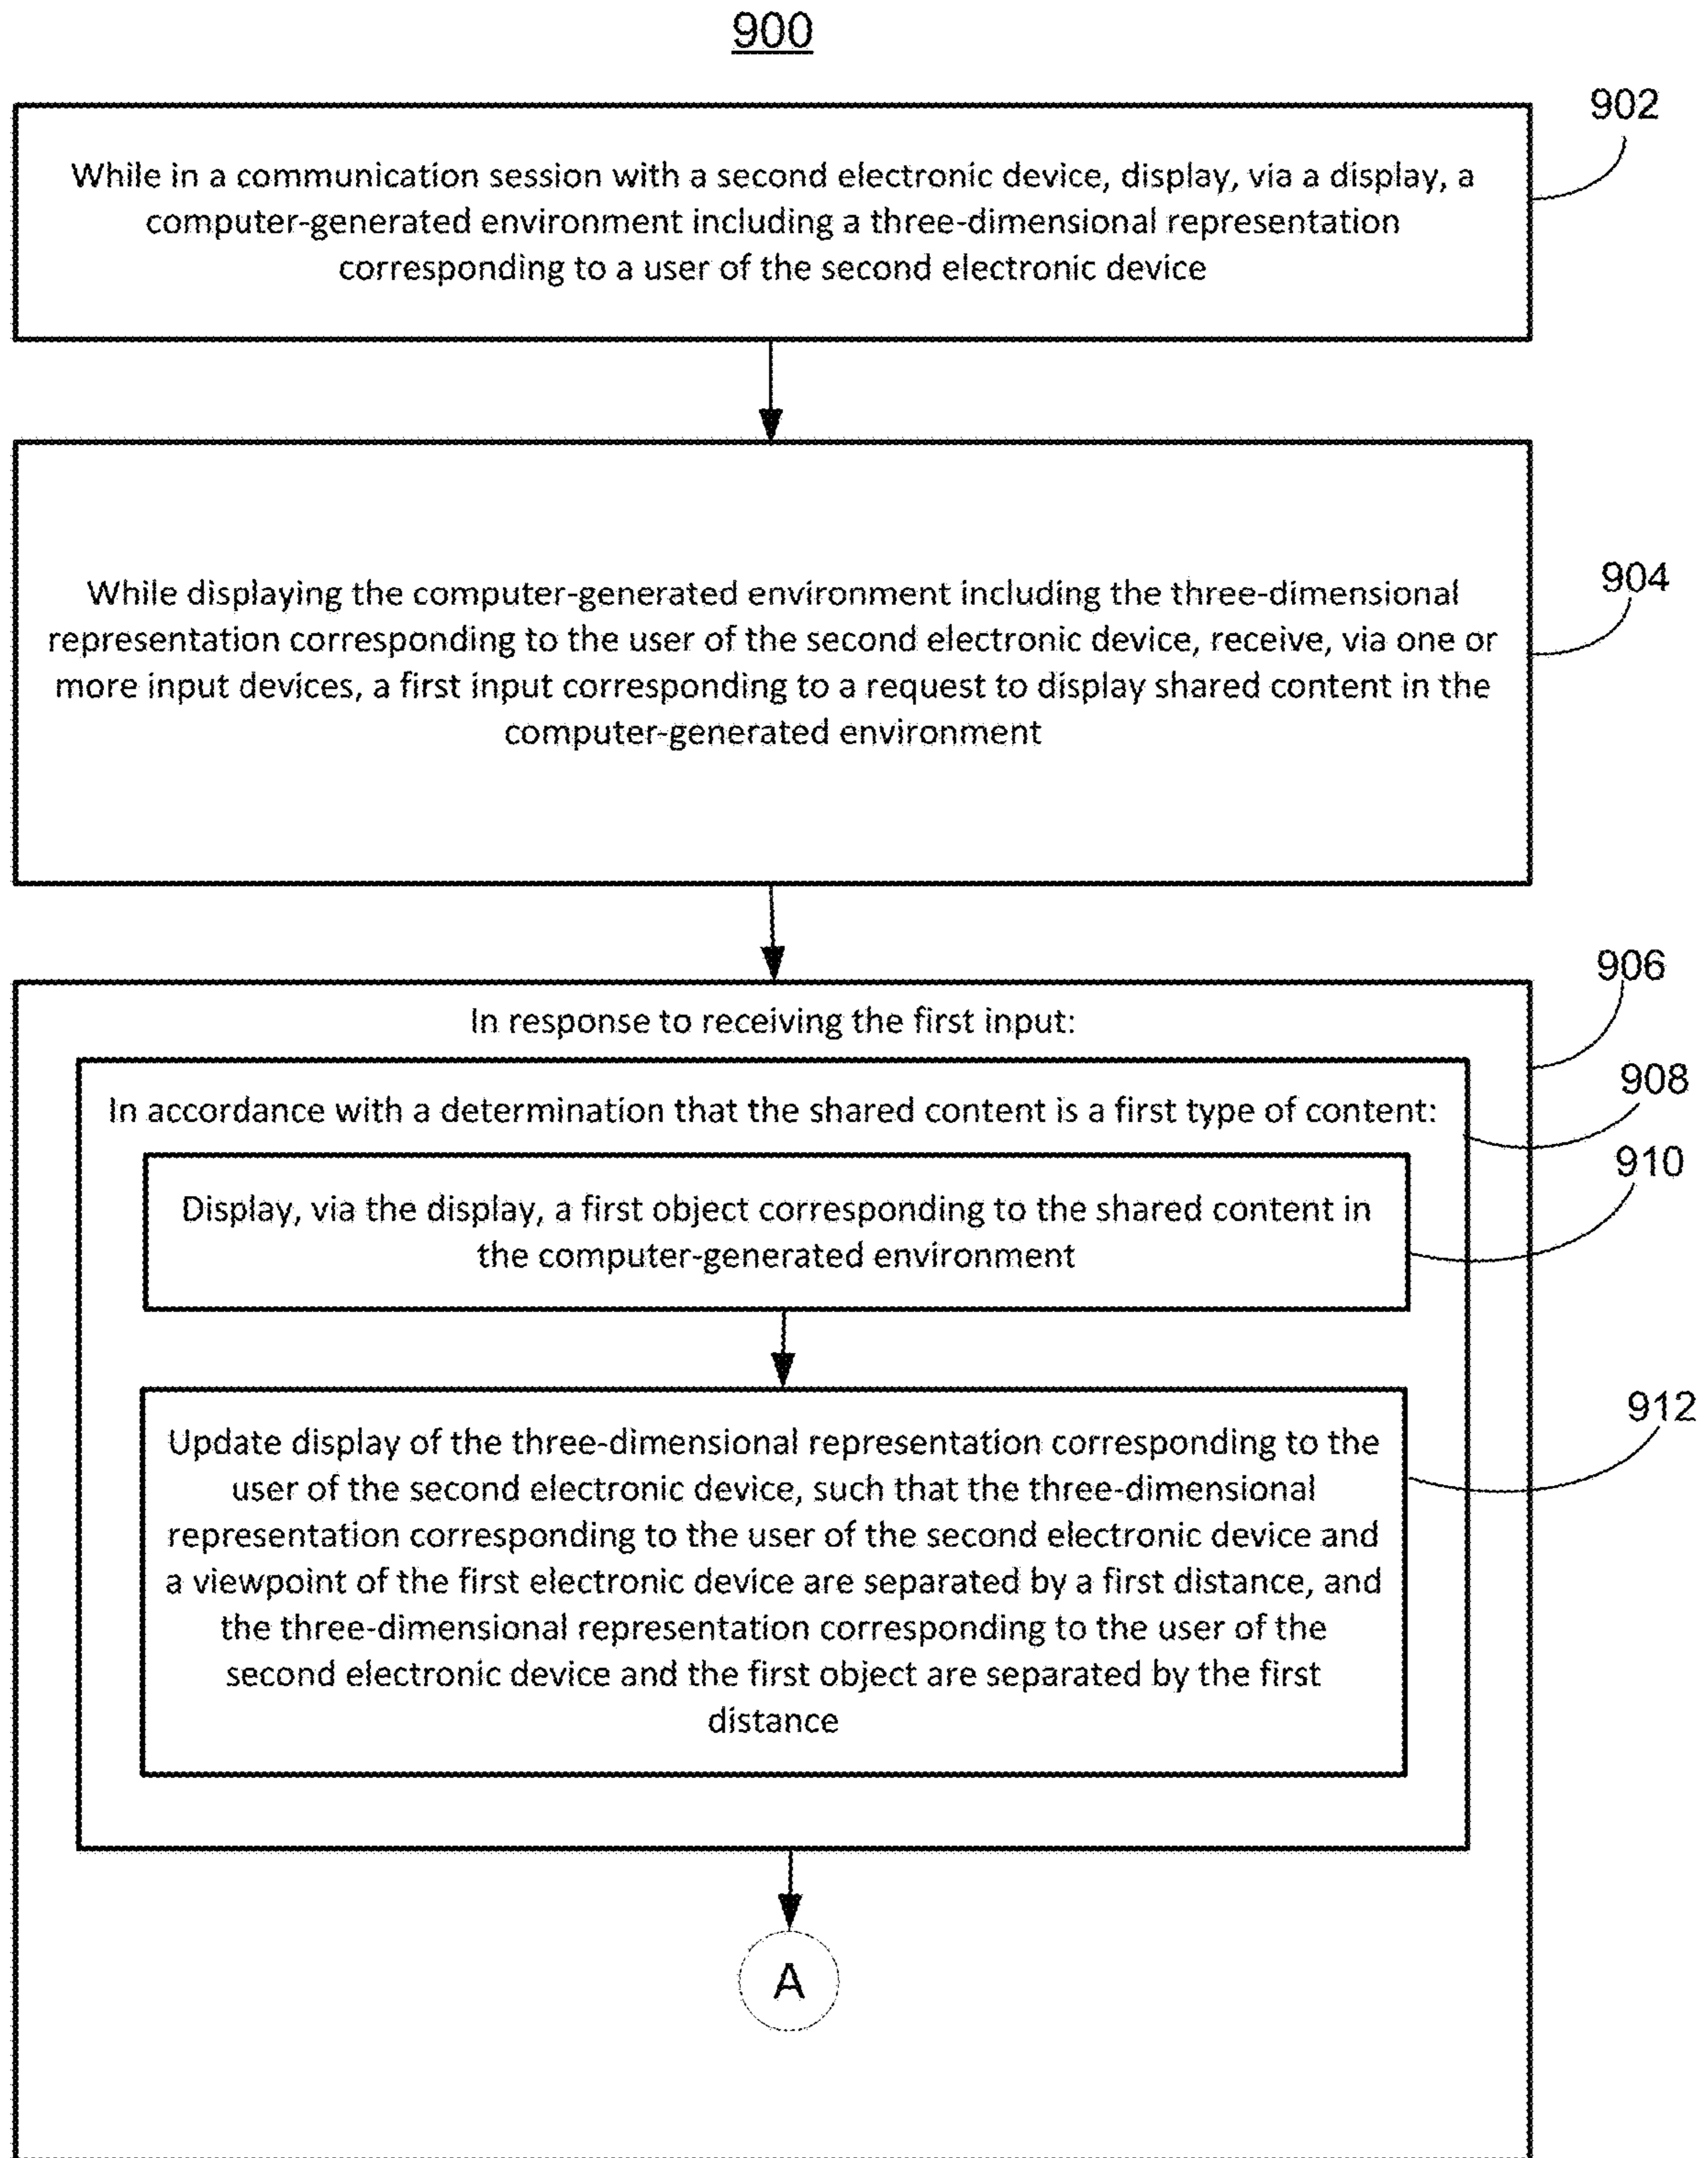 900
902
While in a communication session with a second electronic device, display, via a display, a
computer-generated environment including a three-dimensional representation
corresponding to a user of the second electronic device
904
While displaying the computer-generated environment including the three-dimensional
representation corresponding to the user of the second electronic device, receive, via one or
more input devices, a first input corresponding to a request to display shared content in the
computer-generated environment
906
In response to receiving the first input:
908
In accordance with a determination that the shared content is a first type of content:
910
Display, via the display, a first object corresponding to the shared content in
the computer-generated environment
912
Update display of the three-dimensional representation corresponding to the
user of the second electronic device, such that the three-dimensional
representation corresponding to the user of the second electronic device and
a viewpoint of the first electronic device are separated by a first distance, and
the three-dimensional representation corresponding to the user of the
second electronic device and the first object are separated by the first
distance
A